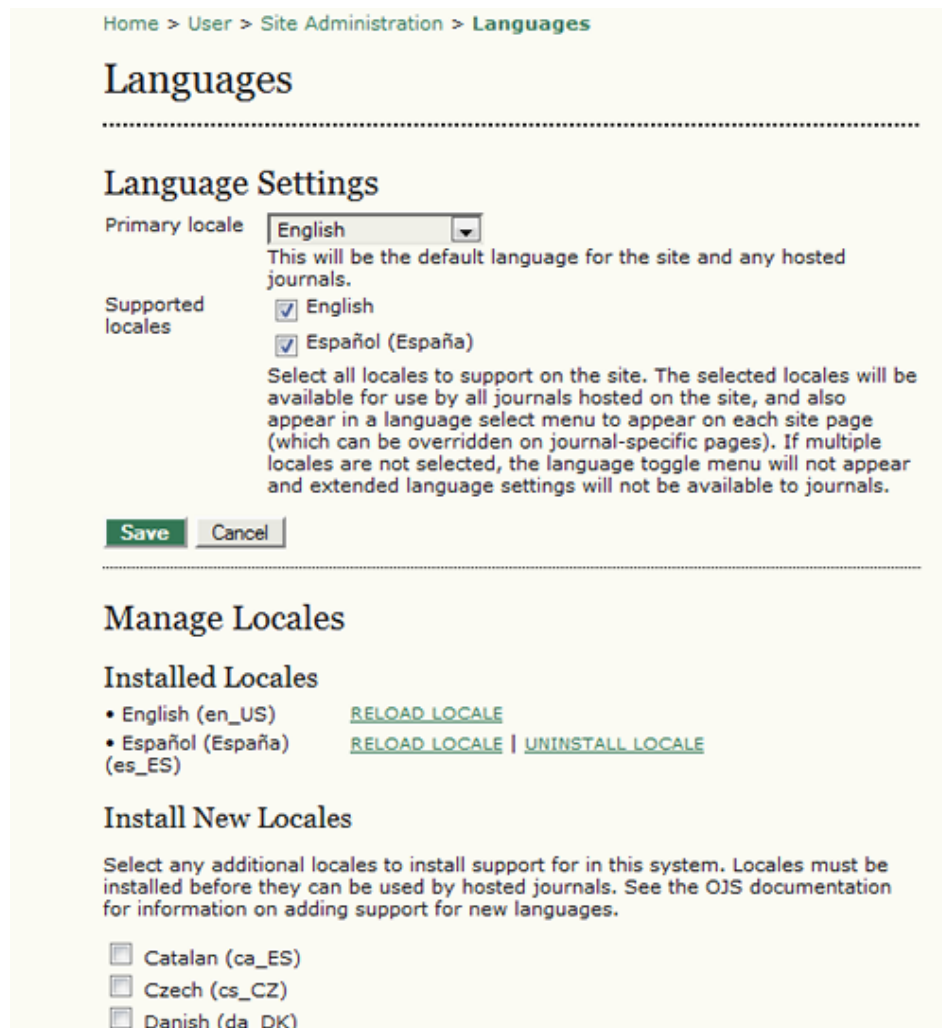 Home > User > Site Administration > Languages
Languages
Language Settings
Primary locale
English
This will be the default language for the site and any hosted
journals.
Supported
locales
English
Español (España)
Select all locales to support on the site. The selected locales will be
available for use by all journals hosted on the site, and also
appear in a language select menu to appear on each site page
(which can be overridden on journal-specific pages). If multiple
locales are not selected, the language toggle menu will not appear
and extended language settings will not be available to journals.
Save Cancel
Manage Locales
Installed Locales
• English (en_US) RELOAD LOCALE
• Español (España) RELOAD LOCALE | UNINSTALL LOCALE
(es_ES)
Install New Locales
Select any additional locales to install support for in this system. Locales must be
installed before they can be used by hosted journals. See the OJS documentation
for information on adding support for new languages.
Catalan (ca_ES)
Czech (cs_CZ)
Danish (da_DK)